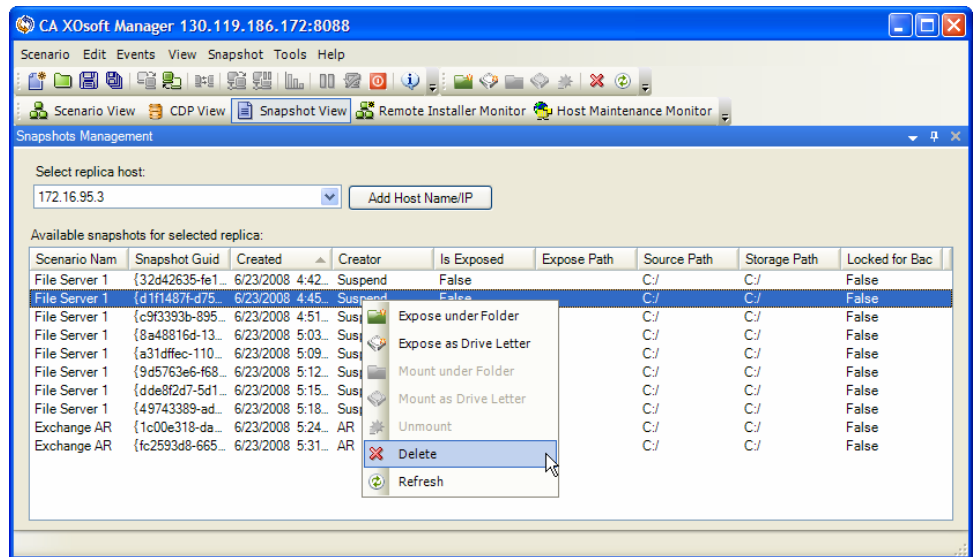 CA XOsoft Manager 130.119.186.172:8088
Scenario Edit Events View Snapshot Tools Help
Scenario View CDP View Snapshot View Remote Installer Monitor Host Maintenance Monitor
Snapshots Management
Select replica host:
172.16.95.3 Add Host Name/IP
Available snapshots for selected replica:
Scenario Nam Snapshot Guid Created Creator Is Exposed Expose Path Source Path Storage Path Locked for Bac
File Server 1 {32d42635-fe1... 6/23/2008 4:42... Suspend False C:/ C:/ False
File Server 1 {d1f1487f-d75... 6/23/2008 4:45... Suspend False C:/ C:/ False
File Server 1 {c9f3393b-895... 6/23/2008 4:51... Susp Expose under Folder C:/ C:/ False
File Server 1 {8a48816d-13... 6/23/2008 5:03... Susp Expose as Drive Letter C:/ C:/ False
File Server 1 {a31dffec-110... 6/23/2008 5:09... Susp C:/ C:/ False
File Server 1 {9d5763e6-f68... 6/23/2008 5:12... Susp Mount under Folder C:/ C:/ False
File Server 1 {dde8f2d7-5d1... 6/23/2008 5:15... Susp C:/ C:/ False
File Server 1 {49743389-ad... 6/23/2008 5:18... Susp Mount as Drive Letter C:/ C:/ False
Exchange AR {1c00e318-da... 6/23/2008 5:24... AR Unmount C:/ C:/ False
Exchange AR {fc2593d8-665... 6/23/2008 5:31... AR Delete C:/ C:/ False
Refresh